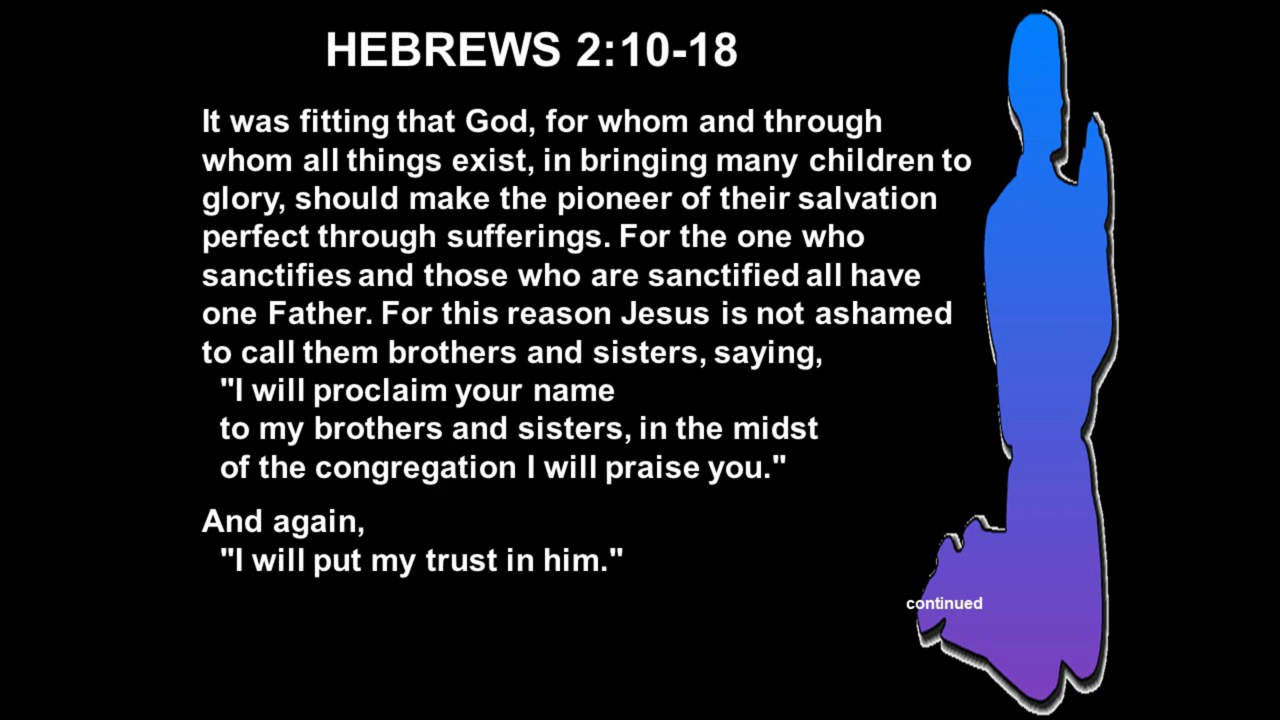 HEBREWS 2:10-18
It was fitting that God, for whom and through
whom all things exist, in bringing many children to
glory, should make the pioneer of their salvation
perfect through sufferings. For the one who
sanctifies and those who are sanctified all have
one Father. For this reason Jesus is not ashamed
to call them brothers and sisters, saying,
"I will proclaim your name
to my brothers and sisters, in the midst
of the congregation I will praise you."
And again,
"I will put my trust in him."
continued